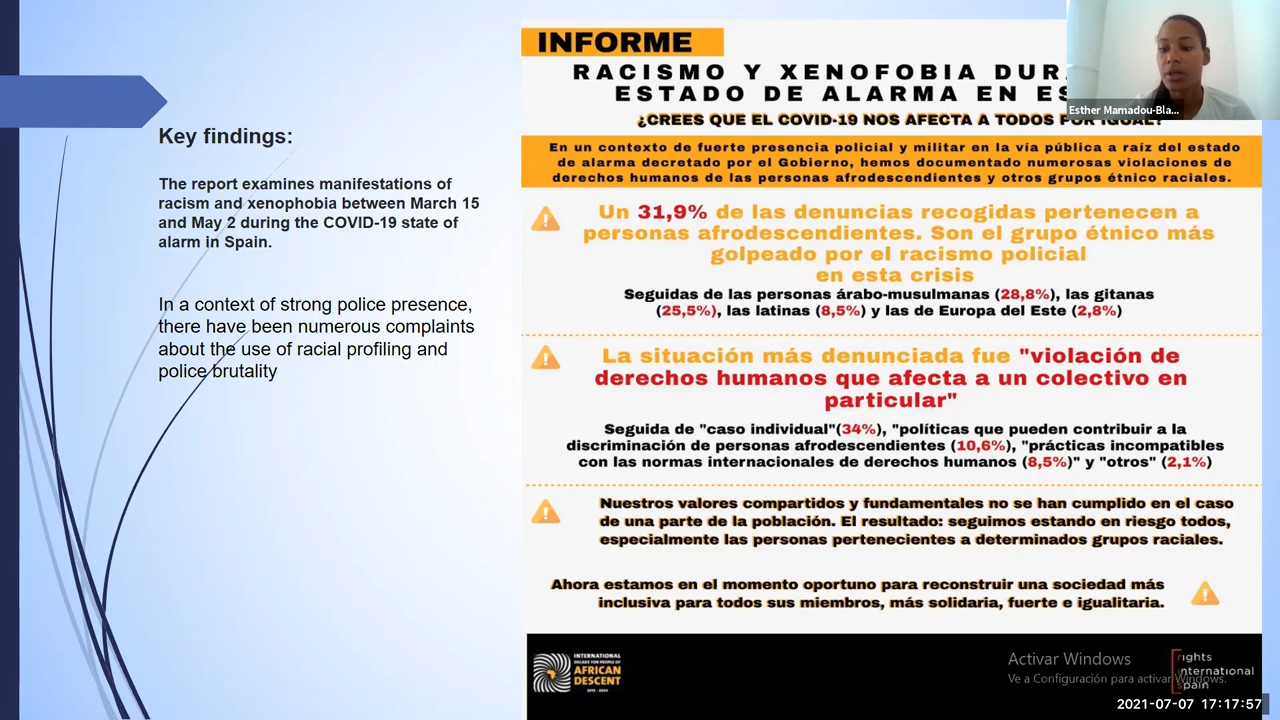 Key findings:
The report examines manifestations of
racism and xenophobia between March 15
and May 2 during the COVID-19 state of
alarm in Spain.
In a context of strong police presence,
there have been numerous complaints
about the use of racial profiling and
police brutality
INFORME
RACISMO Y XENOFOBIA DUR
ESTADO DE ALARMA EN ES
¿CREES QUE EL COVID-19 NOS AFECTA A TODOS POR IGUAL?
En un contexto de fuerte presencia policial y militar en la vía pública a raíz del estado
de alarma decretado por el Gobierno, hemos documentado numerosas violaciones de
derechos humanos de las personas afrodescendientes y otros grupos étnico raciales.
Un 31,9% de las denuncias recogidas pertenecen a
personas afrodescendientes. Son el grupo étnico más
golpeado por el racismo policial
en esta crisis
Seguidas de las personas árabo-musulmanas (28,8%), las gitanas
(25,5%), las latinas (8,5%) y las de Europa del Este (2,8%)
La situación más denunciada fue "violación de
derechos humanos que afecta a un colectivo en
particular"
Seguida de "caso individual"(34%), "políticas que pueden contribuir a la
discriminación de personas afrodescendientes (10,6%), "prácticas incompatibles
con las normas internacionales de derechos humanos (8,5%)" y "otros" (2,1%)
Nuestros valores compartidos y fundamentales no se han cumplido en el caso
de una parte de la población. El resultado: seguimos estando en riesgo todos,
especialmente las personas pertenecientes a determinados grupos raciales.
Ahora estamos en el momento oportuno para reconstruir una sociedad más
inclusiva para todos sus miembros, más solidaria, fuerte e igualitaria.
INTERNATIONAL
DECADE FOR PEOPLE OF
AFRICAN
DESCENT
2015 - 2024
rights
international
spain
Activar Windows
Ve a Configuración para activar Windows.
Esther Mamadou-Bla...
2021-07-07 17:17:57